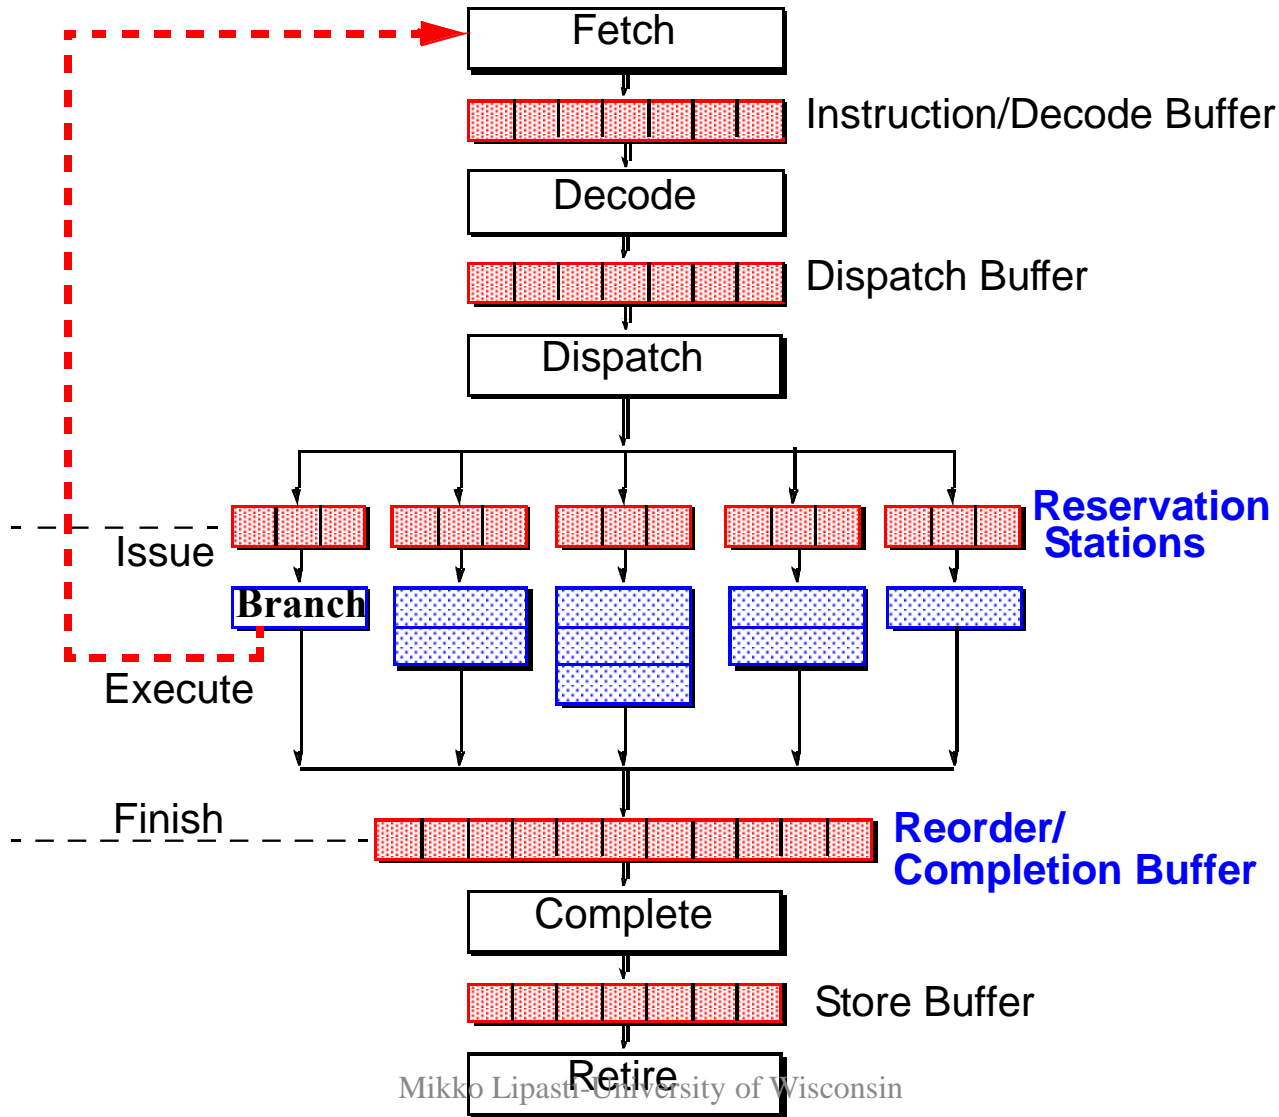 Fetch
Instruction/Decode Buffer
Decode
Dispatch Buffer
Dispatch
Reservation
Stations
Issue
Branch
Execute
Finish
Reorder/
Completion Buffer
Complete
Store Buffer
Retire
Mikko Lipasti-University of Wisconsin